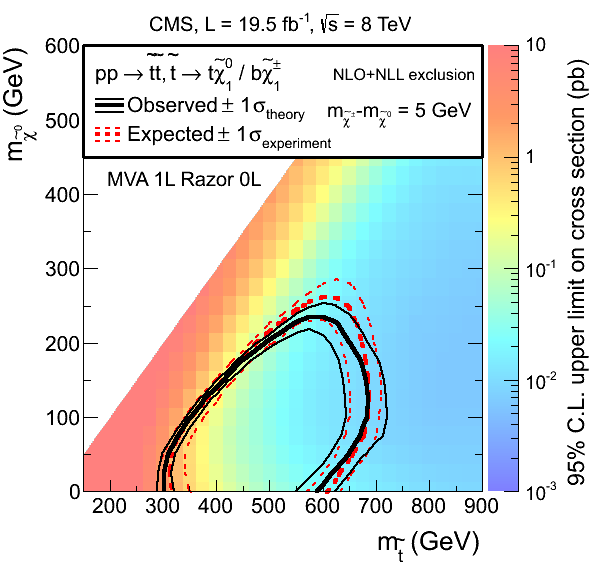 CMS, L = 19.5 fb⁻¹, √s = 8 TeV
pp → t̃t̃, t̃ → tχ̃₁⁰ / bχ̃₁±
NLO+NLL exclusion
Observed ± 1σtheory
mχ̃±-mχ̃⁰ = 5 GeV
Expected ± 1σexperiment
MVA 1L Razor 0L
mχ̃⁰ (GeV)
600
500
400
300
200
100
0
200 300 400 500 600 700 800 900
mt̃ (GeV)
10
1
10⁻¹
10⁻²
10⁻³
95% C.L. upper limit on cross section (pb)